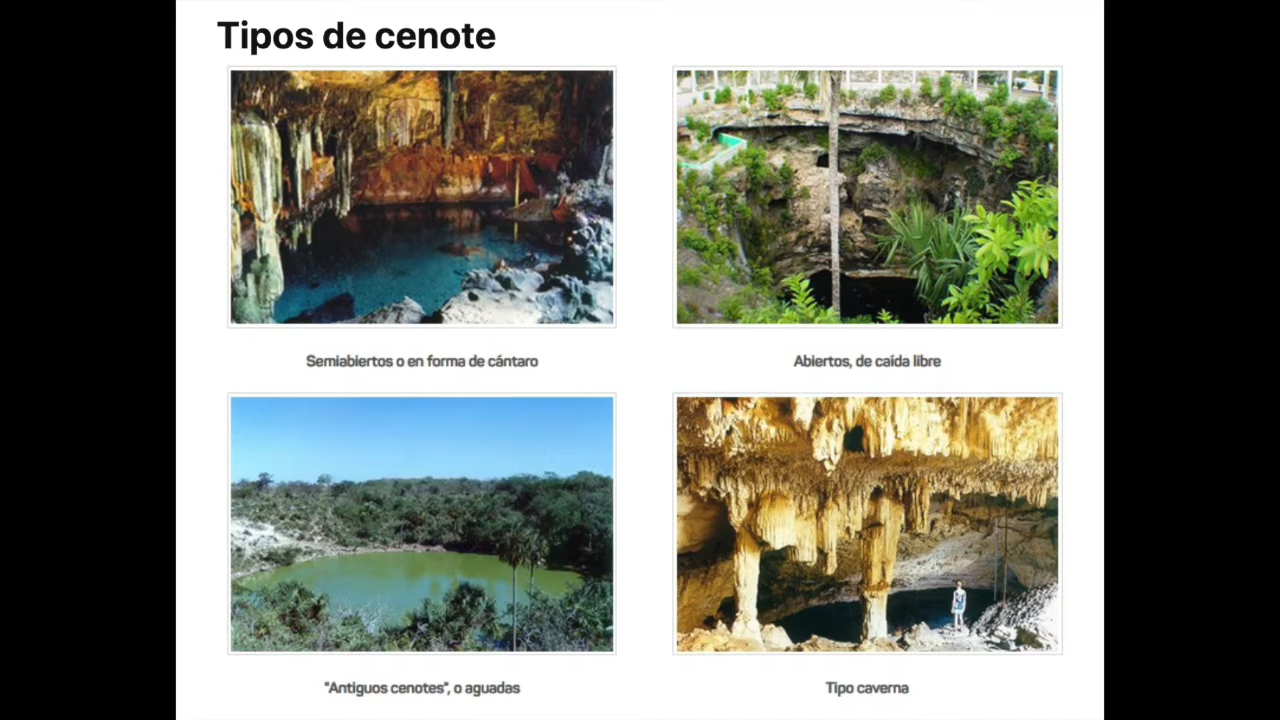 Tipos de cenote
Semiabiertos o en forma de cántaro
Abiertos, de caída libre
"Antiguos cenotes", o aguadas
Tipo caverna